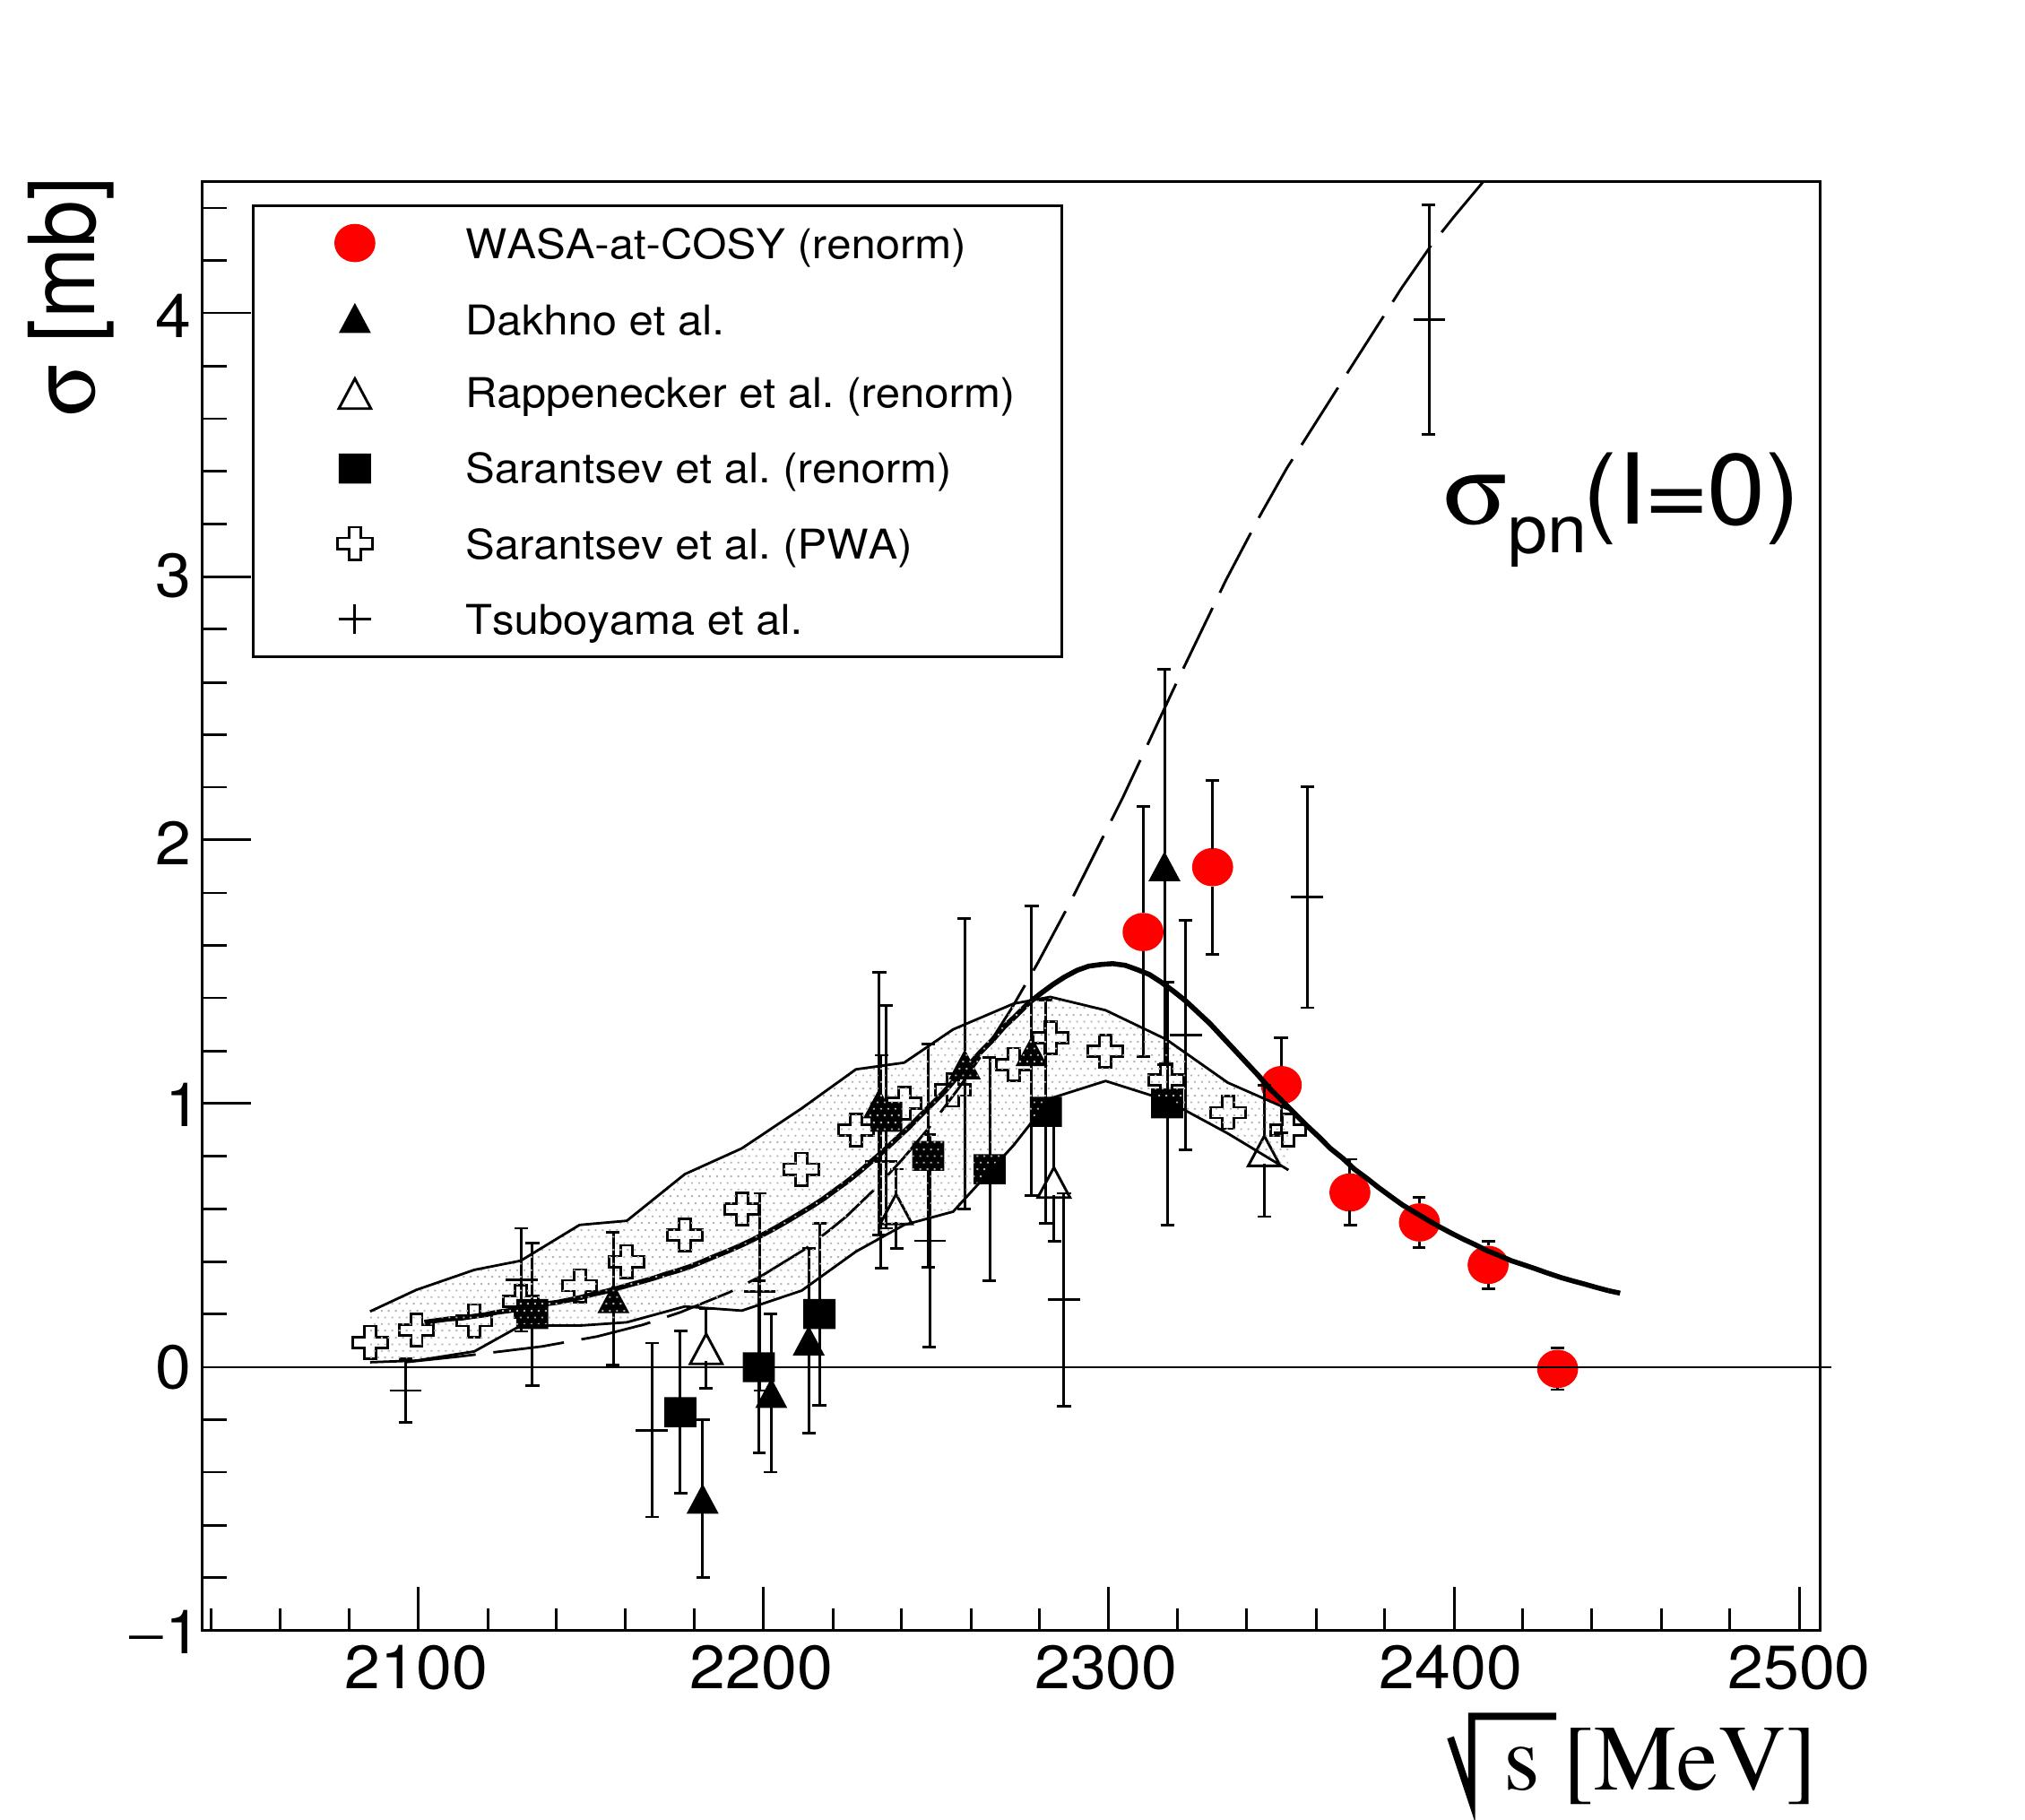 σ [mb]
4
3
2
1
0
−1
WASA-at-COSY (renorm)
Dakhno et al.
Rappenecker et al. (renorm)
Sarantsev et al. (renorm)
Sarantsev et al. (PWA)
Tsuboyama et al.
σpn(I=0)
2100 2200 2300 2400 2500
√s [MeV]